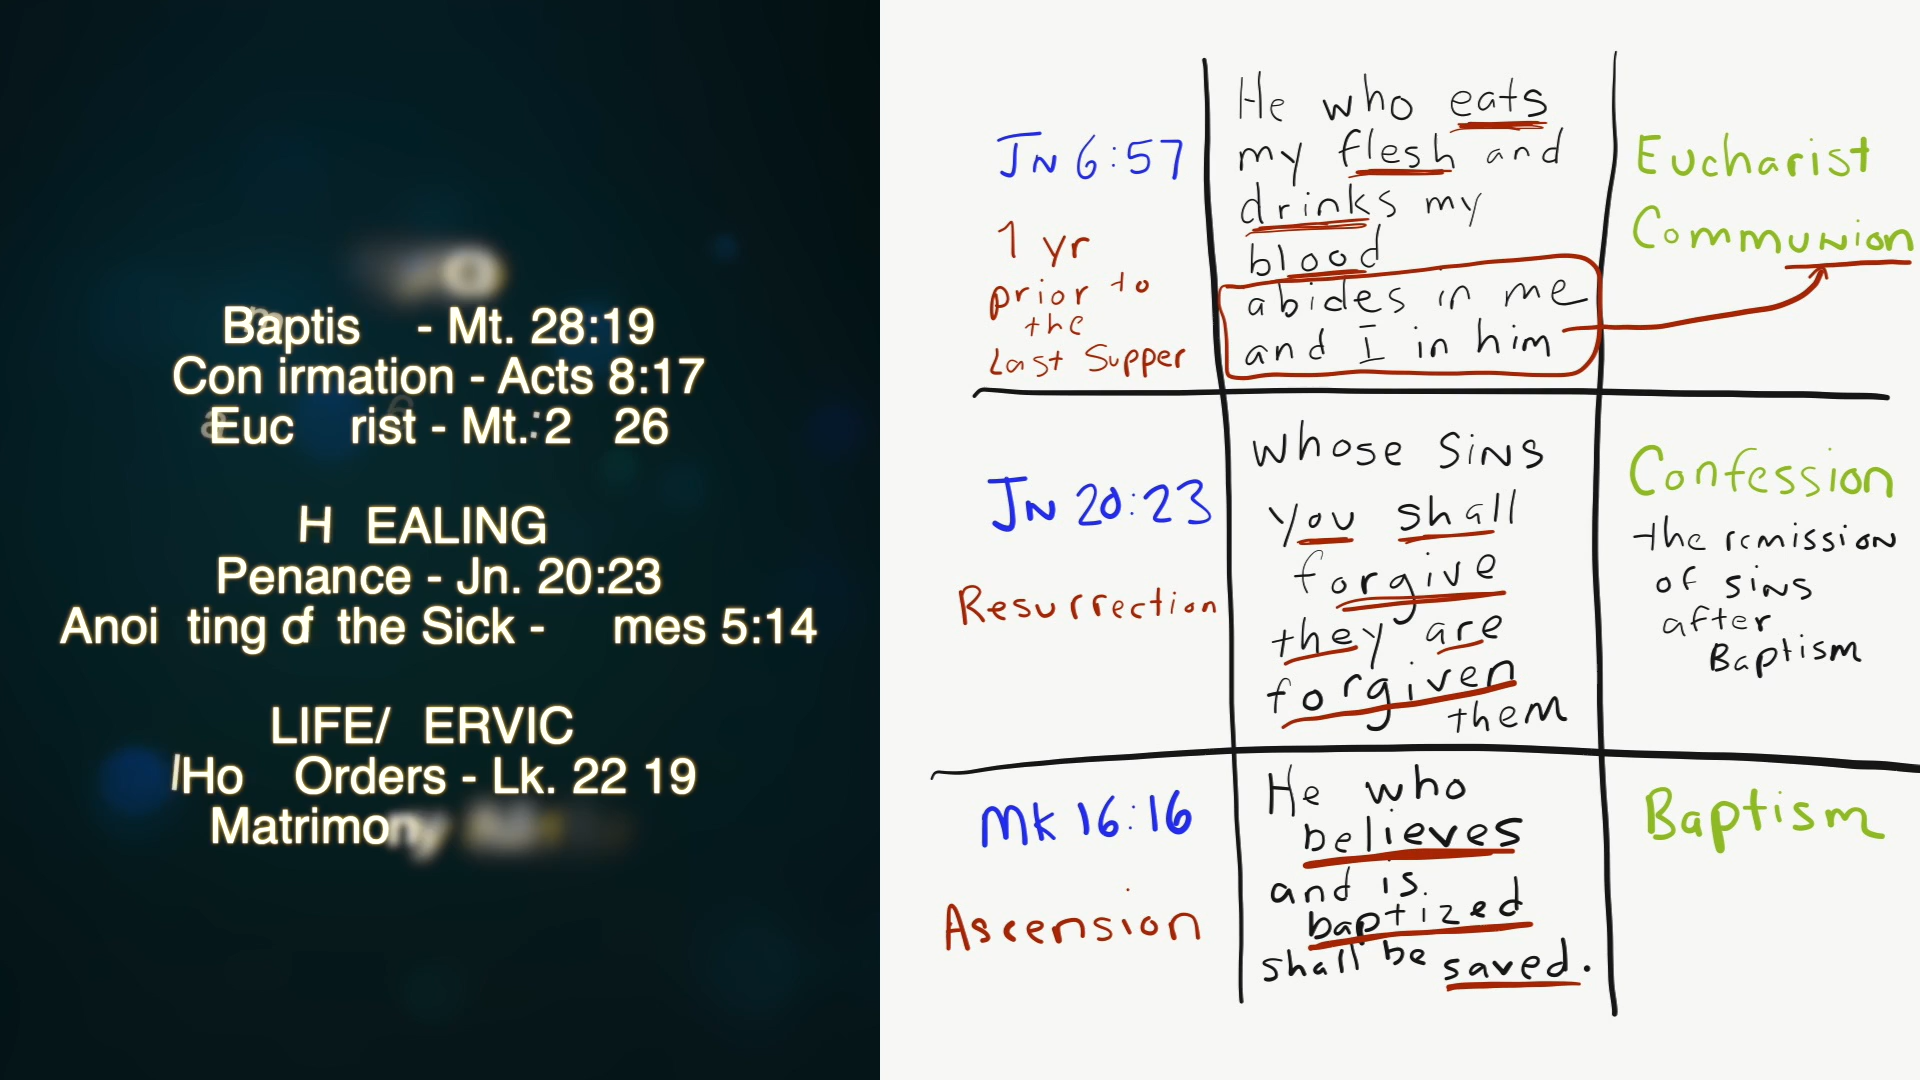 Baptis - Mt. 28:19
Con irmation - Acts 8:17
Euc rist - Mt. 2 26
H EALING
Penance - Jn. 20:23
Anoi ting of the Sick - mes 5:14
LIFE/ ERVIC
Ho Orders - Lk. 22 19
Matrimony
JN 6:57
1 yr
prior to
the
Last Supper
He who eats
my flesh and
drinks my
blood
abides in me
and I in him
Eucharist
Communion
JN 20:23
Resurrection
whose sins
you shall
forgive
they are
forgiven
them
Confession
the remission
of sins
after
Baptism
MK 16:16
Ascension
He who
believes
and is
baptized
shall be saved.
Baptism